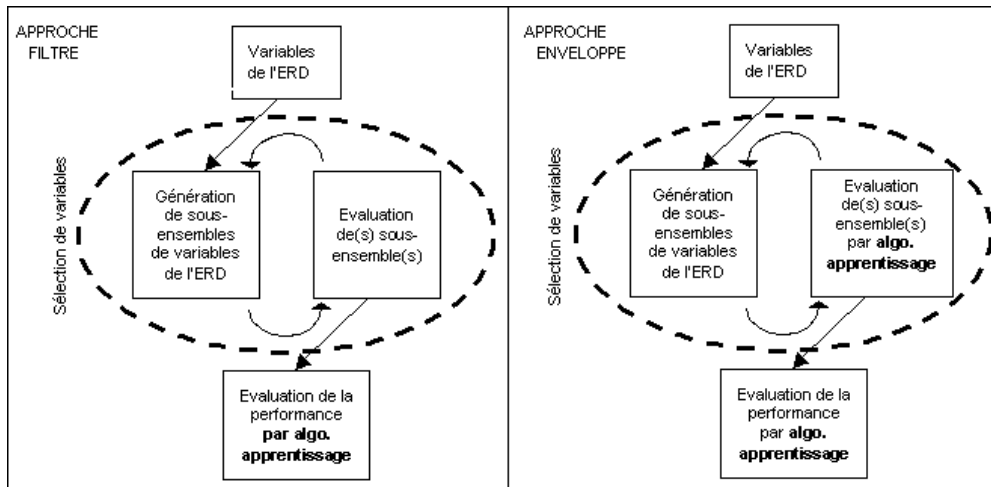 APPROCHE
FILTRE
Variables
de l'ERD
Sélection de variables
Génération
de sous-
ensembles
de variables
de l'ERD
Evaluation
de(s) sous-
ensemble(s)
Evaluation de la
performance
par algo.
apprentissage
APPROCHE
ENVELOPPE
Variables
de l'ERD
Sélection de variables
Génération
de sous-
ensembles
de variables
de l'ERD
Evaluation
de(s) sous-
ensemble(s)
par algo.
apprentissage
Evaluation de la
performance
par algo.
apprentissage